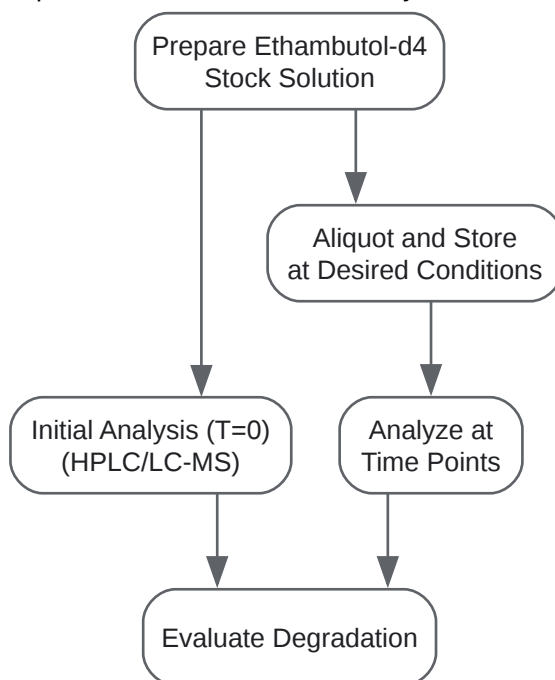 Prepare Ethambutol-d4
Stock Solution
Aliquot and Store
at Desired Conditions
Initial Analysis (T=0)
(HPLC/LC-MS)
Analyze at
Time Points
Evaluate Degradation